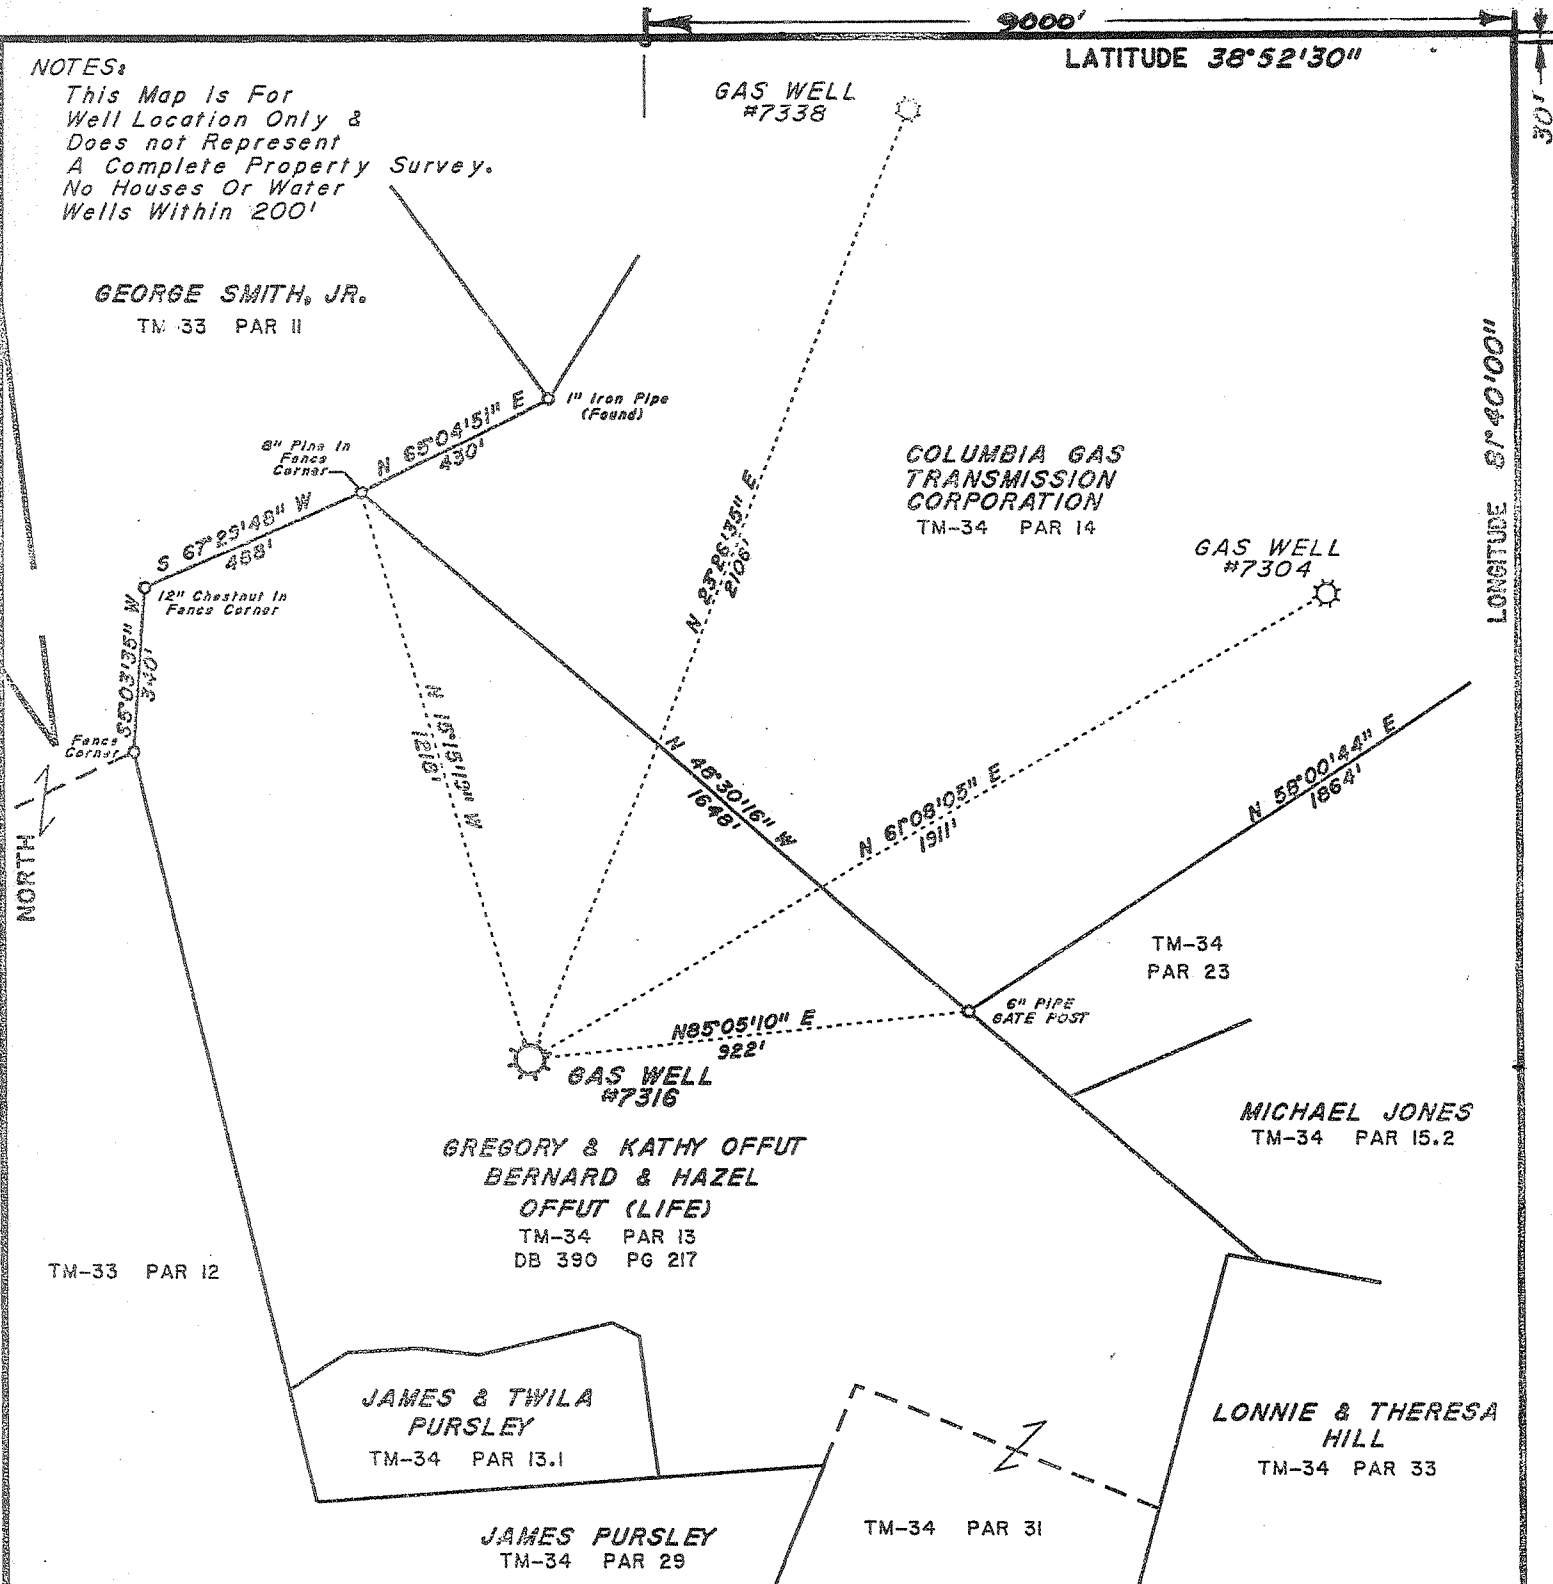 9000'
LATITUDE 38°52'30"
30'
NOTES:
This Map Is For
Well Location Only &
Does not Represent
A Complete Property Survey.
No Houses Or Water
Wells Within 200'
GAS WELL
#7338
GEORGE SMITH, JR.
TM-33 PAR 11
N 65°04'51" E
430'
1" Iron Pipe
(Found)
8" Pine In
Fence
Corner
S 67°29'48" W
488'
12" Chestnut In
Fence Corner
S5°03'35" W
340'
Fence
Corner
NORTH
COLUMBIA GAS
TRANSMISSION
CORPORATION
TM-34 PAR 14
LONGITUDE 81°40'00"
GAS WELL
#7304
N 23°26'35" E
2106'
N 15°15'19" W
1218'
N 48°30'16" W
1648'
N 61°08'05" E
1911'
N 58°00'44" E
1864'
TM-34
PAR 23
6" PIPE
GATE POST
N85°05'10" E
922'
GAS WELL
#7316
MICHAEL JONES
TM-34 PAR 15.2
GREGORY & KATHY OFFUT
BERNARD & HAZEL
OFFUT (LIFE)
TM-34 PAR 13
DB 390 PG 217
TM-33 PAR 12
JAMES & TWILA
PURSLEY
TM-34 PAR 13.1
LONNIE & THERESA
HILL
TM-34 PAR 33
JAMES PURSLEY
TM-34 PAR 29
TM-34 PAR 31